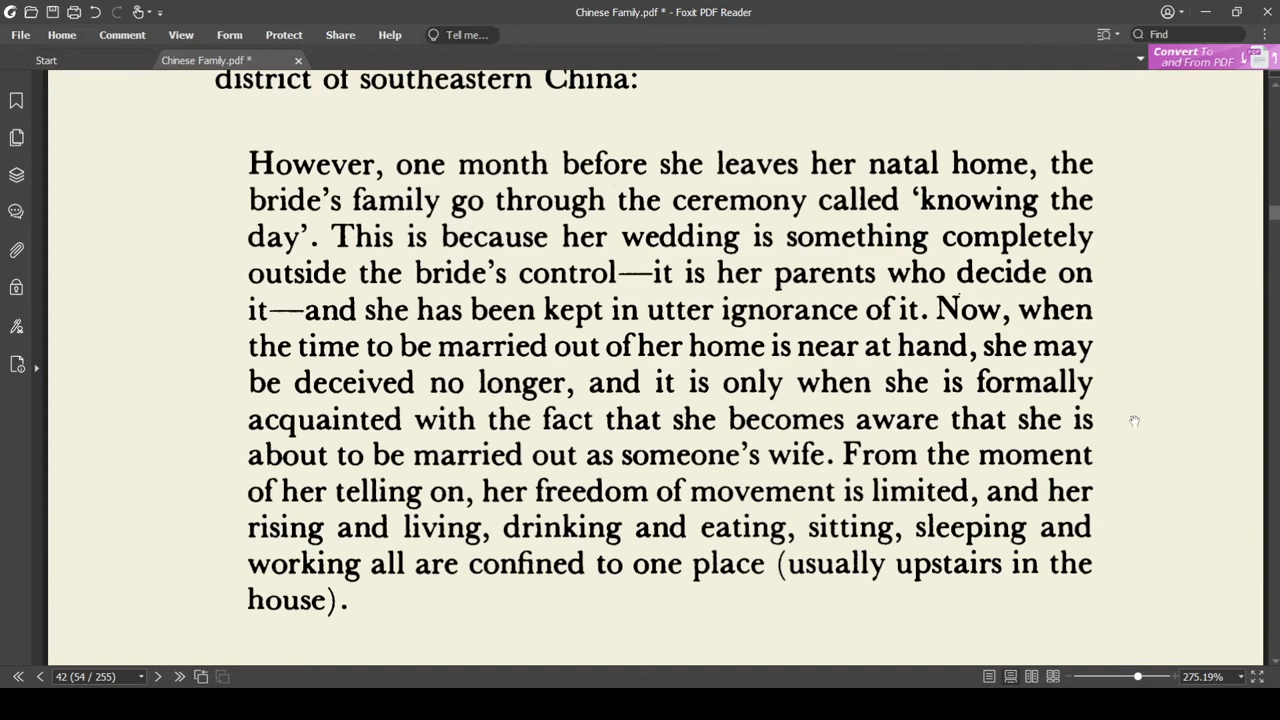 Chinese Family.pdf * - Foxit PDF Reader
File Home Comment View Form Protect Share Help Tell me... Find
Start Chinese Family.pdf * Convert To and From PDF
district of southeastern China:
However, one month before she leaves her natal home, the
bride's family go through the ceremony called ‘knowing the
day’. This is because her wedding is something completely
outside the bride's control—it is her parents who decide on
it—and she has been kept in utter ignorance of it. Now, when
the time to be married out of her home is near at hand, she may
be deceived no longer, and it is only when she is formally
acquainted with the fact that she becomes aware that she is
about to be married out as someone's wife. From the moment
of her telling on, her freedom of movement is limited, and her
rising and living, drinking and eating, sitting, sleeping and
working all are confined to one place (usually upstairs in the
house).
42 (54 / 255) 275.19%